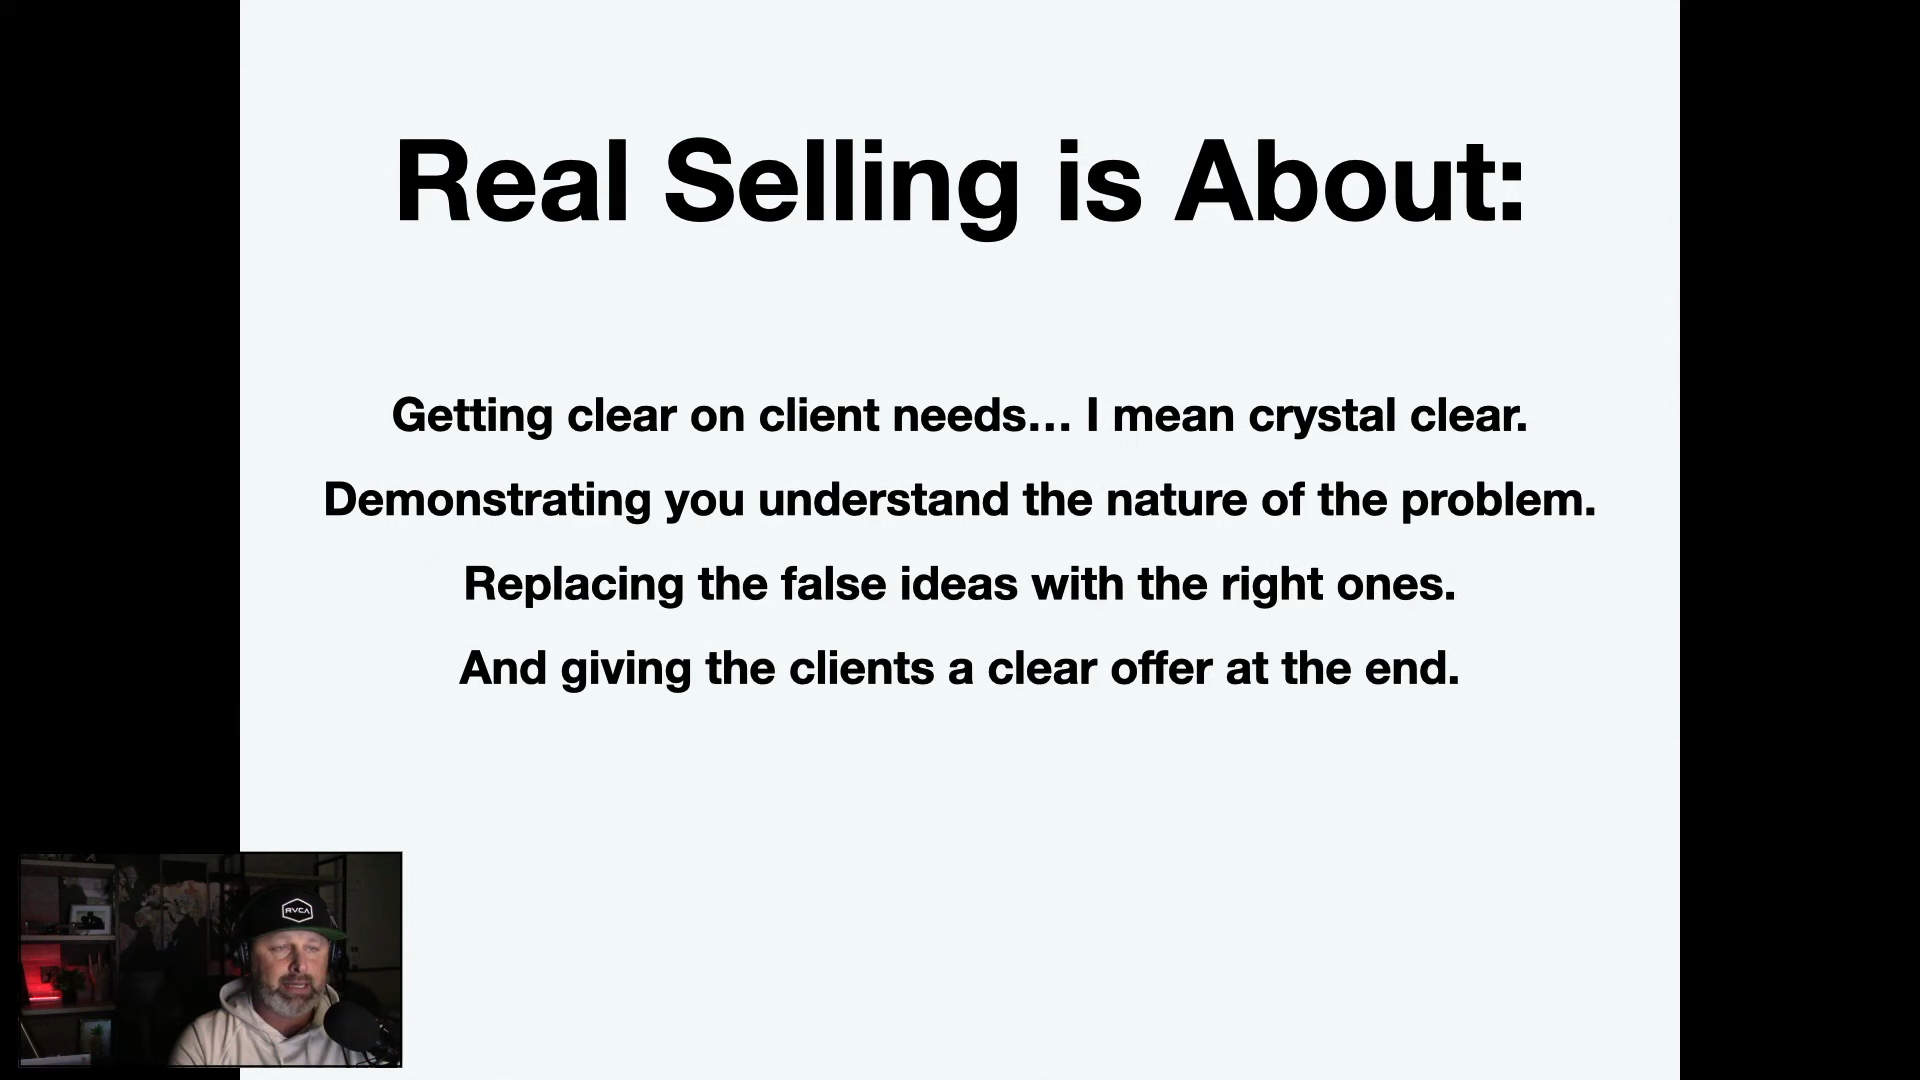 Real Selling is About:
Getting clear on client needs… I mean crystal clear.
Demonstrating you understand the nature of the problem.
Replacing the false ideas with the right ones.
And giving the clients a clear offer at the end.
RVCA